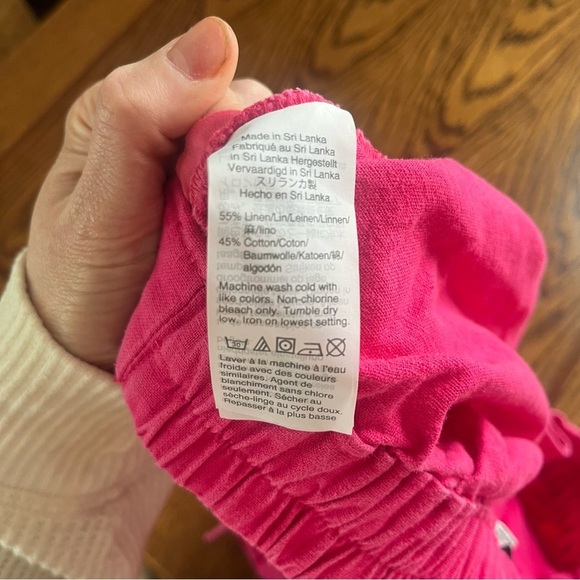 Made in Sri Lanka
Fabriqué au Sri Lanka
in Sri Lanka Hergestellt
Vervaardigd in Sri Lanka
スリランカ製
Hecho en Sri Lanka
55% Linen/Lin/Leinen/Linnen/
麻/lino
45% Cotton/Coton/
Baumwolle/Katoen/綿/
algodón
Machine wash cold with
like colors. Non-chlorine
bleach only. Tumble dry
low. Iron on lowest setting.
30
Laver à la machine à l'eau
froide avec des couleurs
similaires. Agent de
blanchiment sans chlore
seulement. Sécher au
sèche-linge au cycle doux.
Repasser à la plus basse